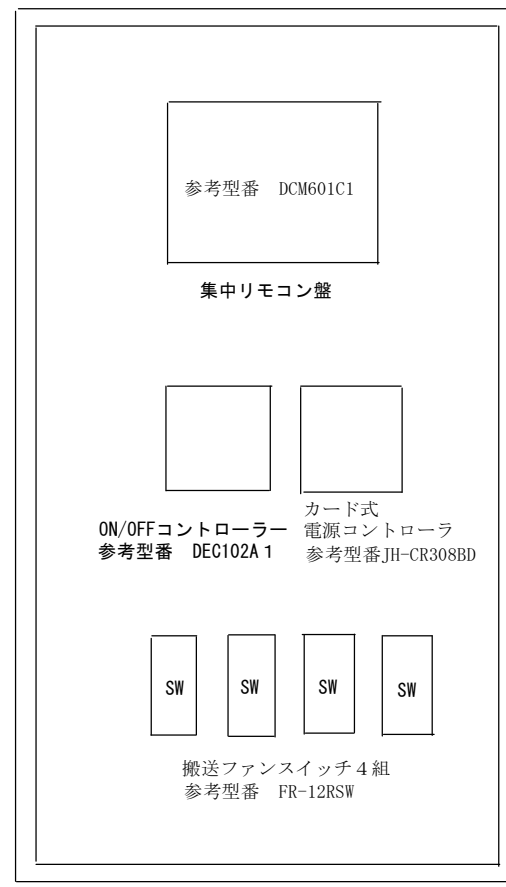 参考型番　DCM601C1
集中リモコン盤
ON/OFFコントローラー
参考型番　DEC102A１
カード式
電源コントローラ
参考型番JH-CR308BD
SW
SW
SW
SW
搬送ファンスイッチ４組
参考型番　FR-12RSW